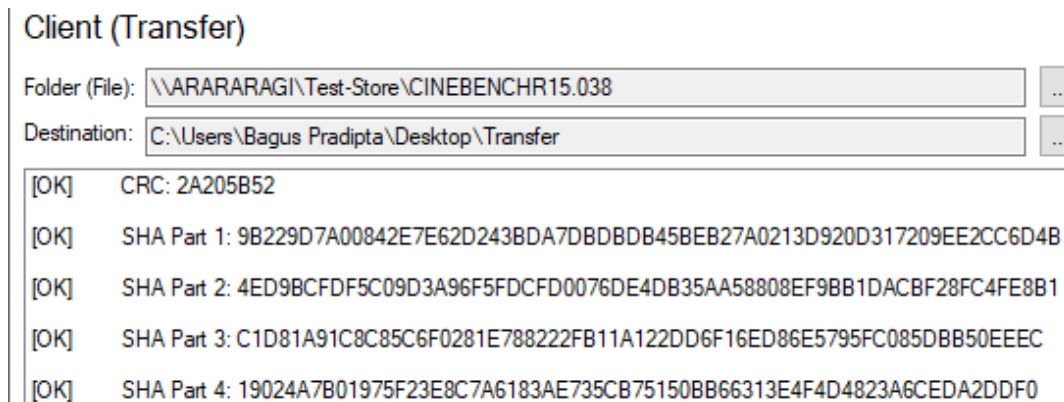 Client (Transfer)
Folder (File): \\ARARARAGI\Test-Store\CINEBENCHR15.038 ...
Destination: C:\Users\Bagus Pradipta\Desktop\Transfer ...
[OK] CRC: 2A205B52
[OK] SHA Part 1: 9B229D7A00842E7E62D243BDA7DBDBDB45BEB27A0213D920D317209EE2CC6D4B
[OK] SHA Part 2: 4ED9BCFDF5C09D3A96F5FDCFD0076DE4DB35AA58808EF9BB1DACBF28FC4FE8B1
[OK] SHA Part 3: C1D81A91C8C85C6F0281E788222FB11A122DD6F16ED86E5795FC085DBB50EEEC
[OK] SHA Part 4: 19024A7B01975F23E8C7A6183AE735CB75150BB66313E4F4D4823A6CEDA2DDF0